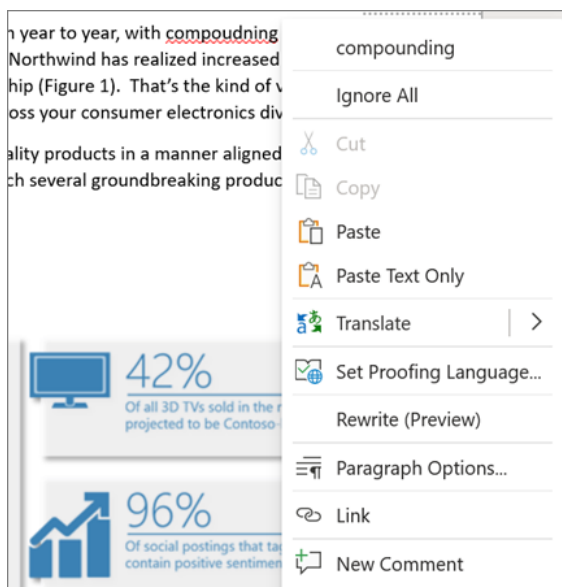 year to year, with compoudning
Northwind has realized increased
hip (Figure 1). That's the kind of
oss your consumer electronics div
ality products in a manner aligned
ch several groundbreaking produc
42%
Of all 3D TVs sold in the
projected to be Contoso-
96%
Of social postings that ta
contain positive sentimen
compounding
Ignore All
Cut
Copy
Paste
Paste Text Only
Translate
Set Proofing Language...
Rewrite (Preview)
Paragraph Options...
Link
New Comment